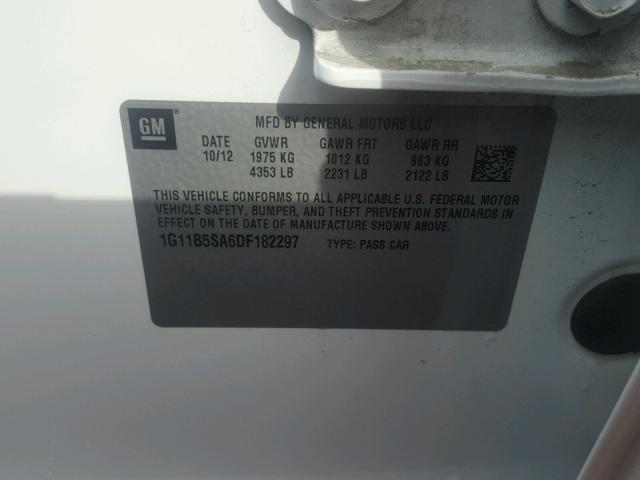 GM
MFD BY GENERAL MOTORS LLC
DATE GVWR GAWR FRT GAWR RR
10/12 1975 KG 1012 KG 963 KG
4353 LB 2231 LB 2122 LB
THIS VEHICLE CONFORMS TO ALL APPLICABLE U.S. FEDERAL MOTOR
VEHICLE SAFETY, BUMPER, AND THEFT PREVENTION STANDARDS IN
EFFECT ON THE DATE OF MANUFACTURE SHOWN ABOVE.
1G11B5SA6DF182297 TYPE: PASS CAR